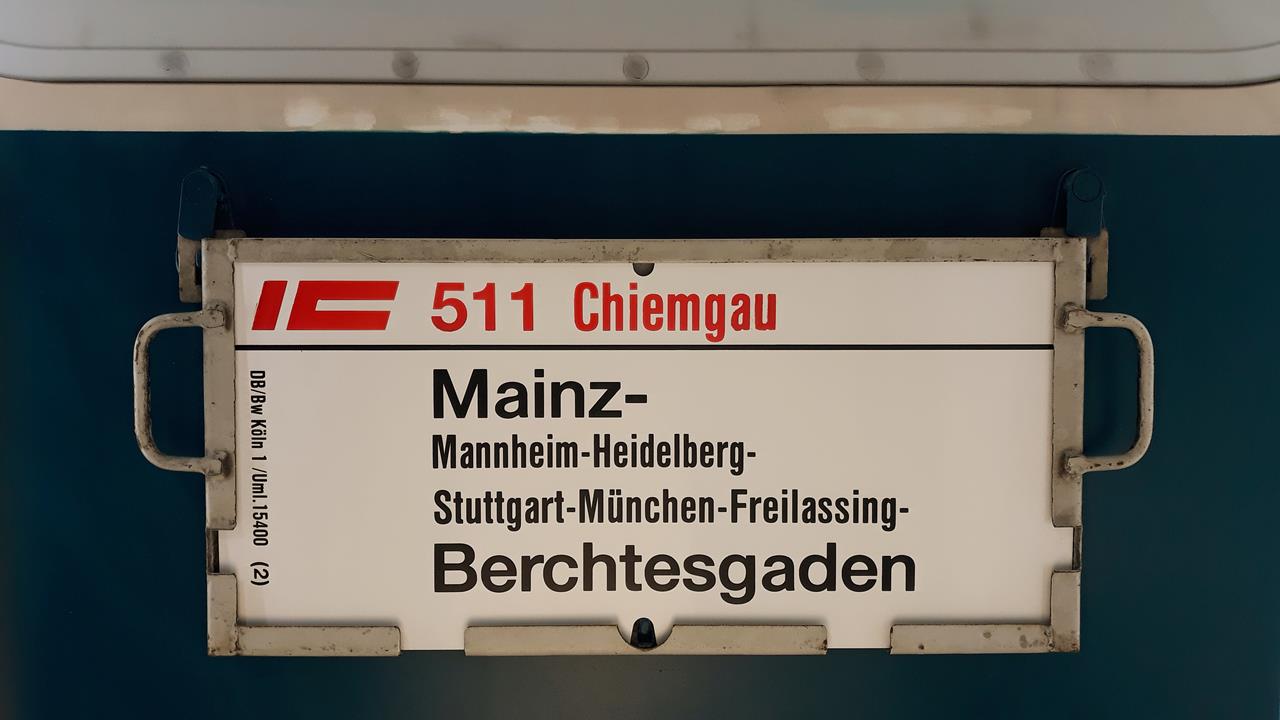 IC 511 Chiemgau
Mainz-
Mannheim-Heidelberg-
Stuttgart-München-Freilassing-
Berchtesgaden
DB/Bw Köln 1 /Uml.15400 (2)